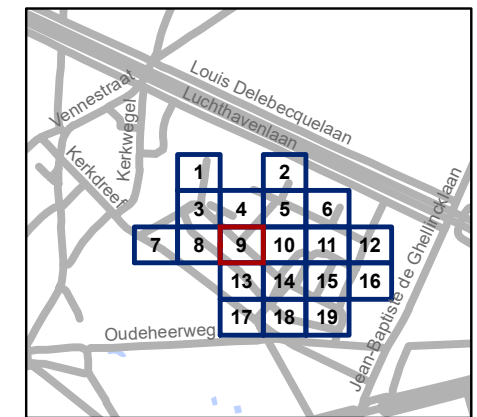 Louis Delebecquelaan
Luchthavenlaan
Vennestraat
Kerkwegel
Kerkdreef
1 2
3 4 5 6
7 8 9 10 11 12
13 14 15 16
17 18 19
Oudeheerweg
Jean-Baptiste de Ghellincklaan